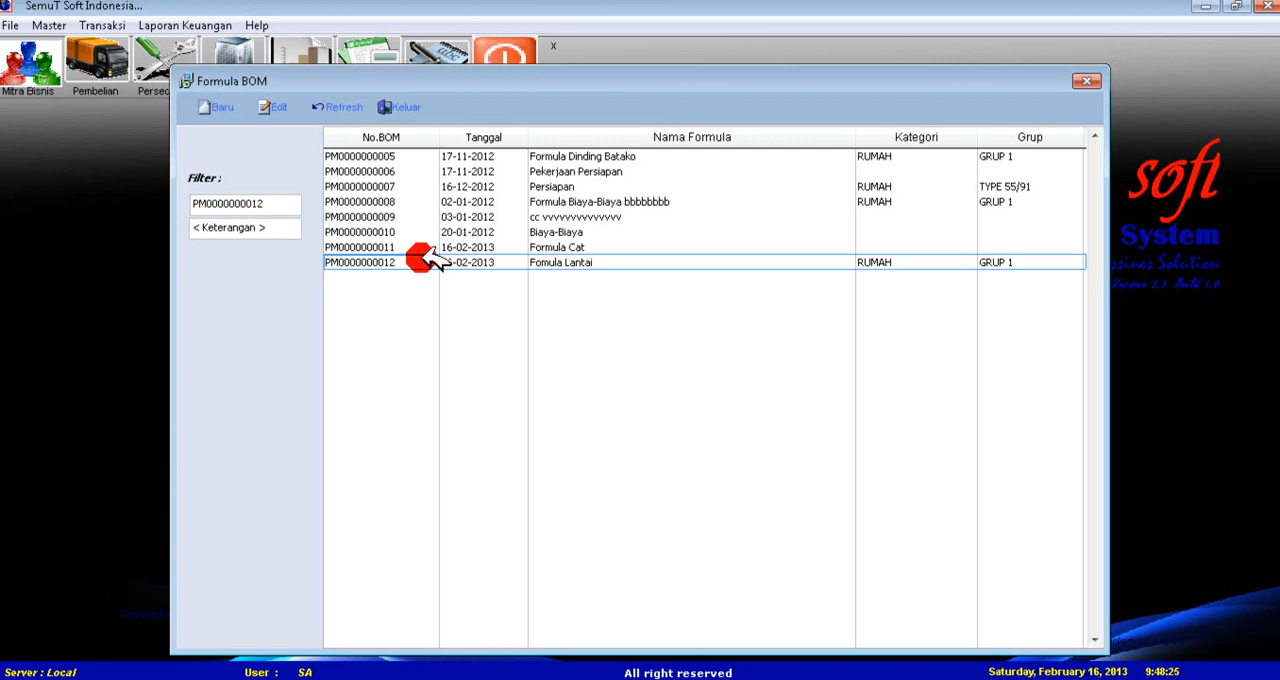 SemuT Soft Indonesia...
File Master Transaksi Laporan Keuangan Help
x
Mitra Bisnis Pembelian
Formula BOM
Baru Edit Refresh Keluar
No.BOM Tanggal Nama Formula Kategori Grup
PM0000000005 17-11-2012 Formula Dinding Batako RUMAH GRUP 1
PM0000000006 17-11-2012 Pekerjaan Persiapan
PM0000000007 16-12-2012 Persiapan RUMAH TYPE 55/91
PM0000000008 02-01-2012 Formula Biaya-Biaya bbbbbbbb RUMAH GRUP 1
PM0000000009 03-01-2012 cc vvvvvvvvvvvvvv
PM0000000010 20-01-2012 Biaya-Biaya
PM0000000011 16-02-2013 Formula Cat
PM0000000012 6-02-2013 Fomula Lantai RUMAH GRUP 1
Filter :
PM0000000012
< Keterangan >
soft
System
ssines Solution
Server : Local User : SA All right reserved Saturday, February 16, 2013 9:48:25